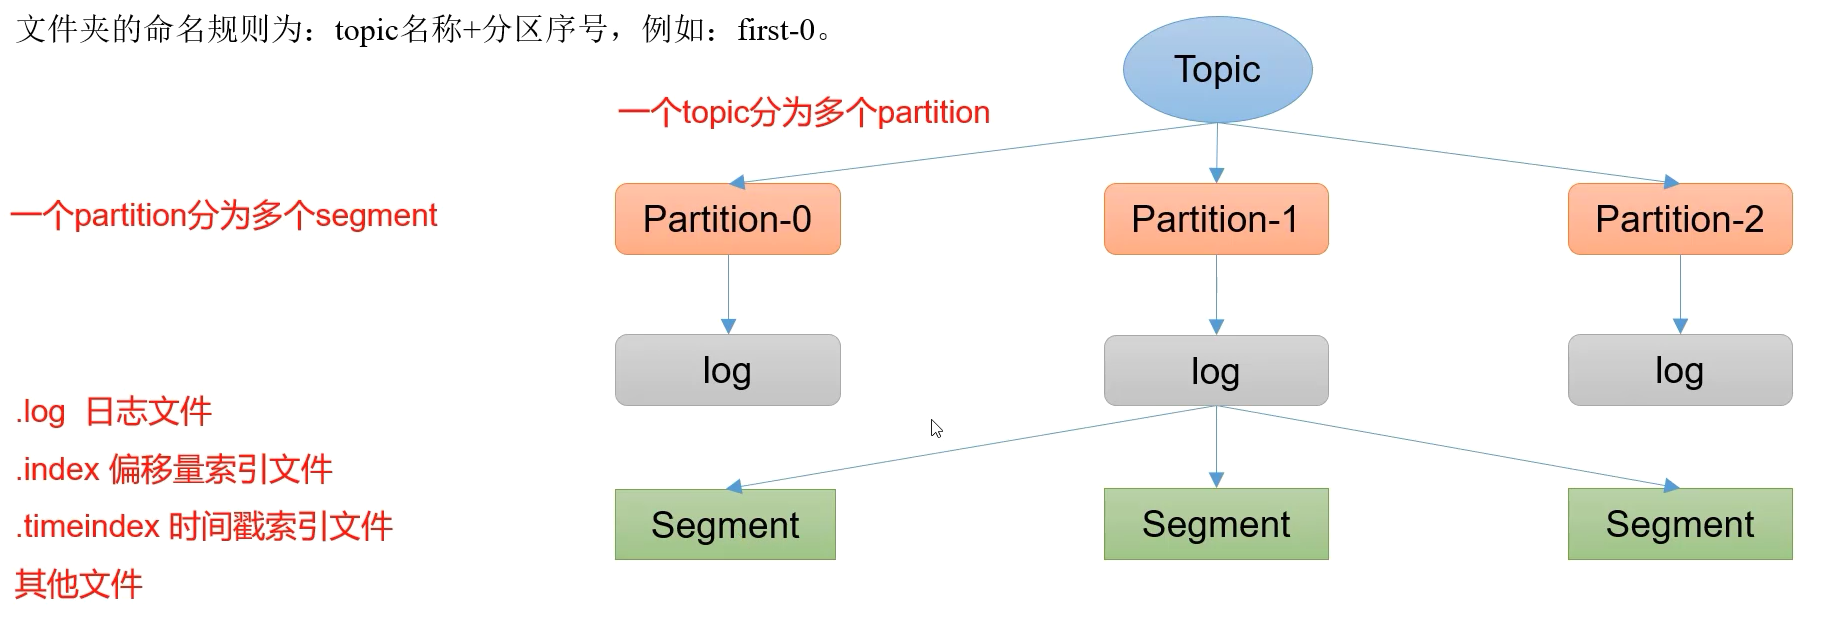 文件夹的命名规则为：topic名称+分区序号，例如：first-0。
Topic
一个topic分为多个partition
一个partition分为多个segment
Partition-0
Partition-1
Partition-2
log
log
log
.log 日志文件
.index 偏移量索引文件
.timeindex 时间戳索引文件
其他文件
Segment
Segment
Segment